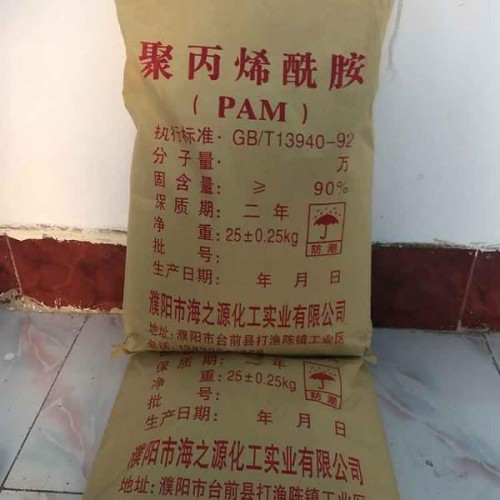 聚丙烯酰胺
(PAM)
执行标准· GB/T13940-92
分子量· 万
固含量: ≥ 90%
保质期: 二年
净 重: 25±0.25kg
防潮
批 号:
生产日期: 年 月 日
濮阳市海之源化工实业有限公司
地址: 濮阳市台前县打渔陈镇工业区
保质期: 二年
净 重: 25±0.25kg
防潮
批 号:
生产日期: 年 月 日
濮阳市海之源化工实业有限公司
地址: 濮阳市台前县打渔陈镇工业区